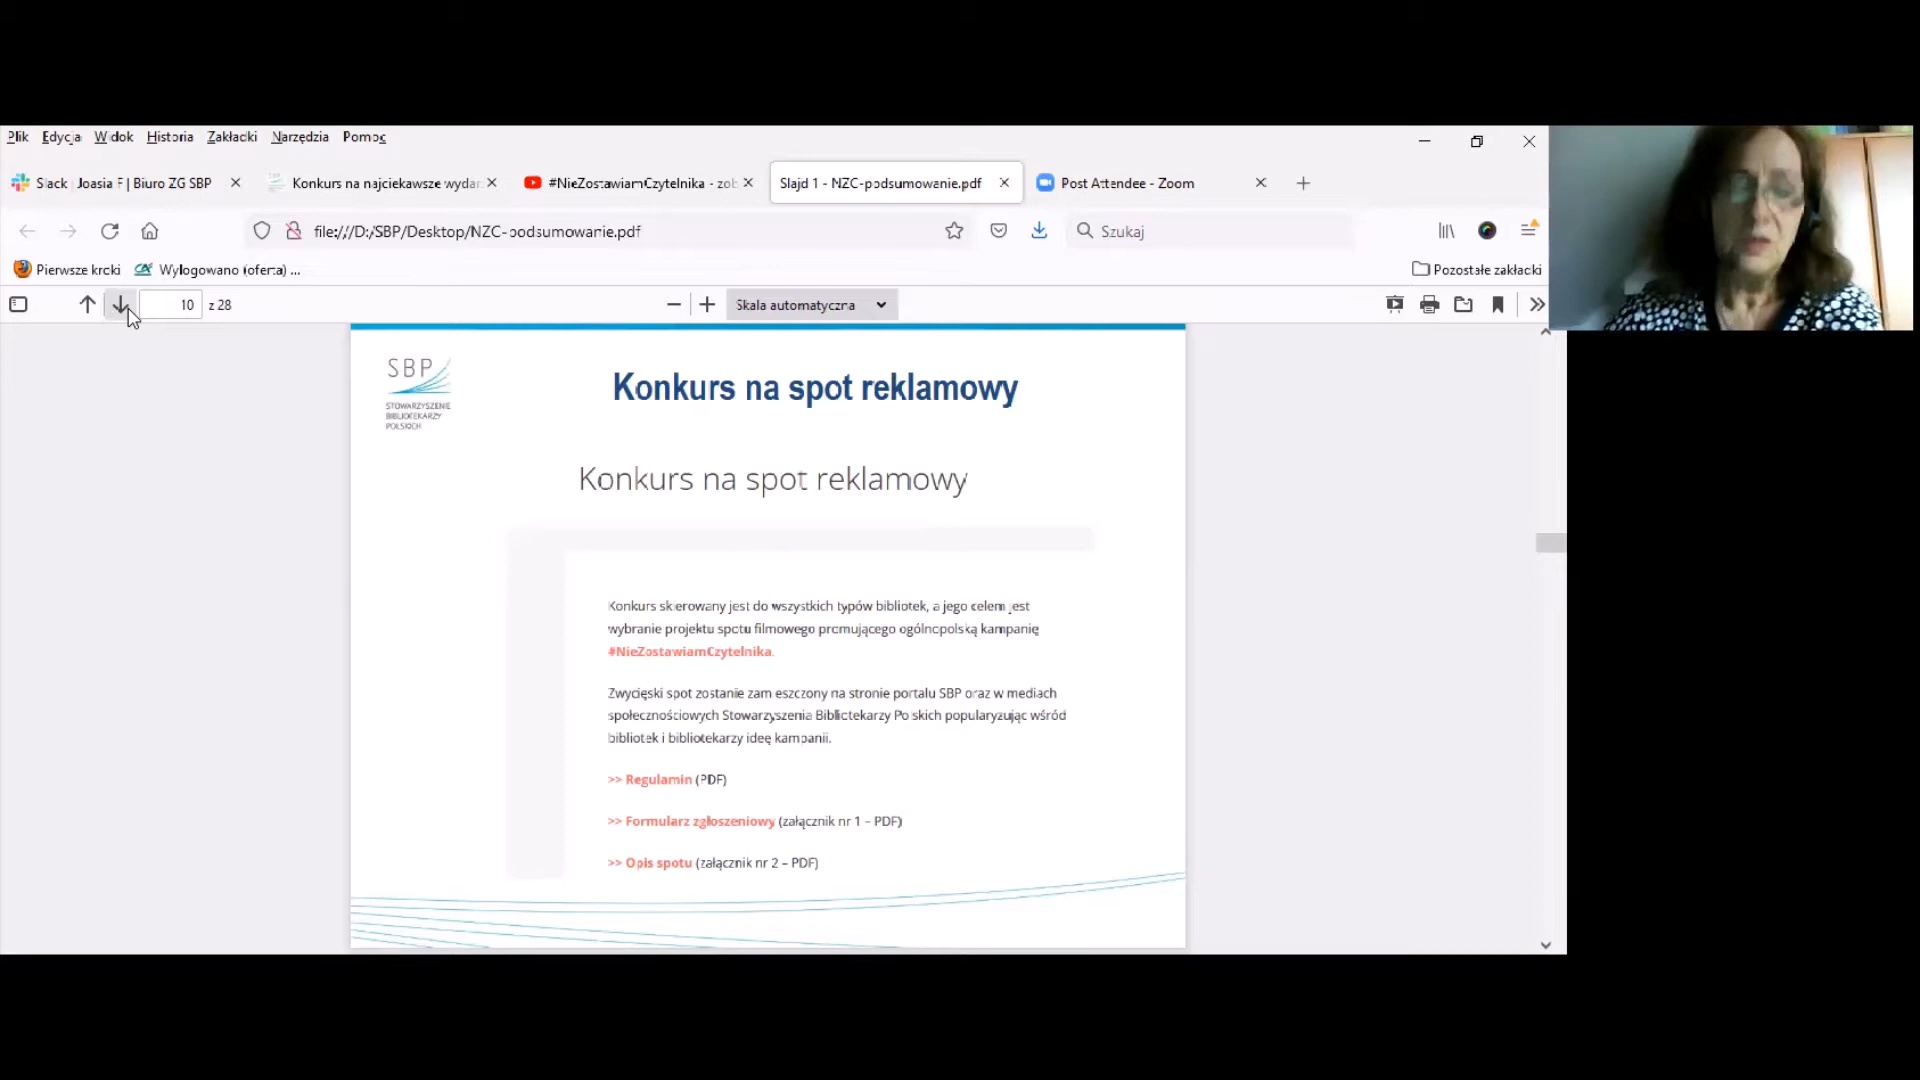 Plik Edycja Widok Historia Zakładki Narzędzia Pomoc
Slack | Joasia F | Biuro ZG SBP
Konkurs na najciekawsze wydar
#NieZostawiamCzytelnika - zob
Slajd 1 - NZC-podsumowanie.pdf
Post Attendee - Zoom
file:///D:/SBP/Desktop/NZC-podsumowanie.pdf
Szukaj
Pierwsze kroki
Wylogowano (oferta) ...
Pozostałe zakładki
10 z 28
Skala automatyczna
SBP
STOWARZYSZENIE
BIBLIOTEKARZY
POLSKICH
Konkurs na spot reklamowy
Konkurs na spot reklamowy
Konkurs skierowany jest do wszystkich typów bibliotek, a jego celem jest
wybranie projektu spotu filmowego promującego ogólnopolską kampanię
#NieZostawiamCzytelnika.
Zwycięski spot zostanie zamieszczony na stronie portalu SBP oraz w mediach
społecznościowych Stowarzyszenia Bibliotekarzy Polskich popularyzując wśród
bibliotek i bibliotekarzy ideę kampanii.
>> Regulamin (PDF)
>> Formularz zgłoszeniowy (załącznik nr 1 – PDF)
>> Opis spotu (załącznik nr 2 – PDF)